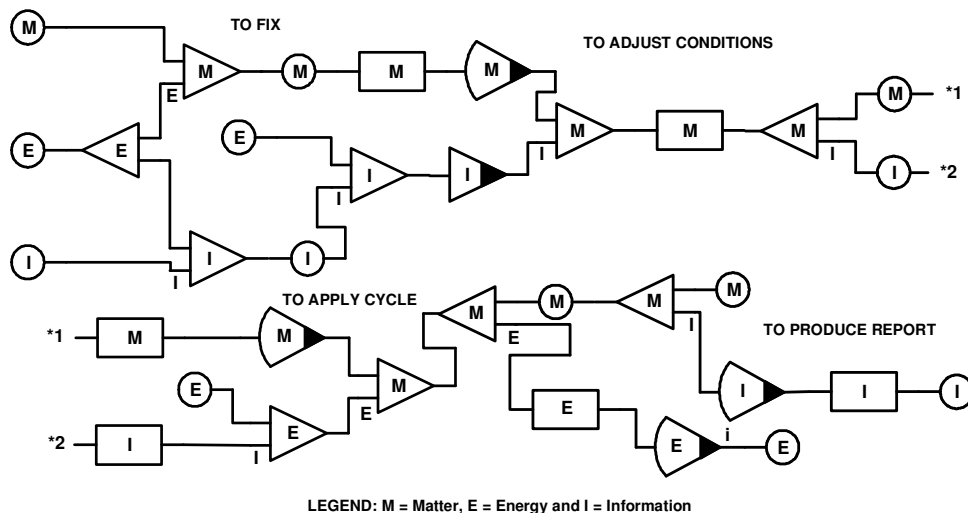 M
TO FIX
TO ADJUST CONDITIONS
M
E
M
M
M
M
I
M
M
I
M
*1
I
*2
E
E
E
I
I
I
I
I
I
I
I
TO APPLY CYCLE
M
E
M
M
I
M
TO PRODUCE REPORT
*1
M
M
M
E
E
*2
I
E
I
E
E
i
E
I
I
I
LEGEND: M = Matter, E = Energy and I = Information